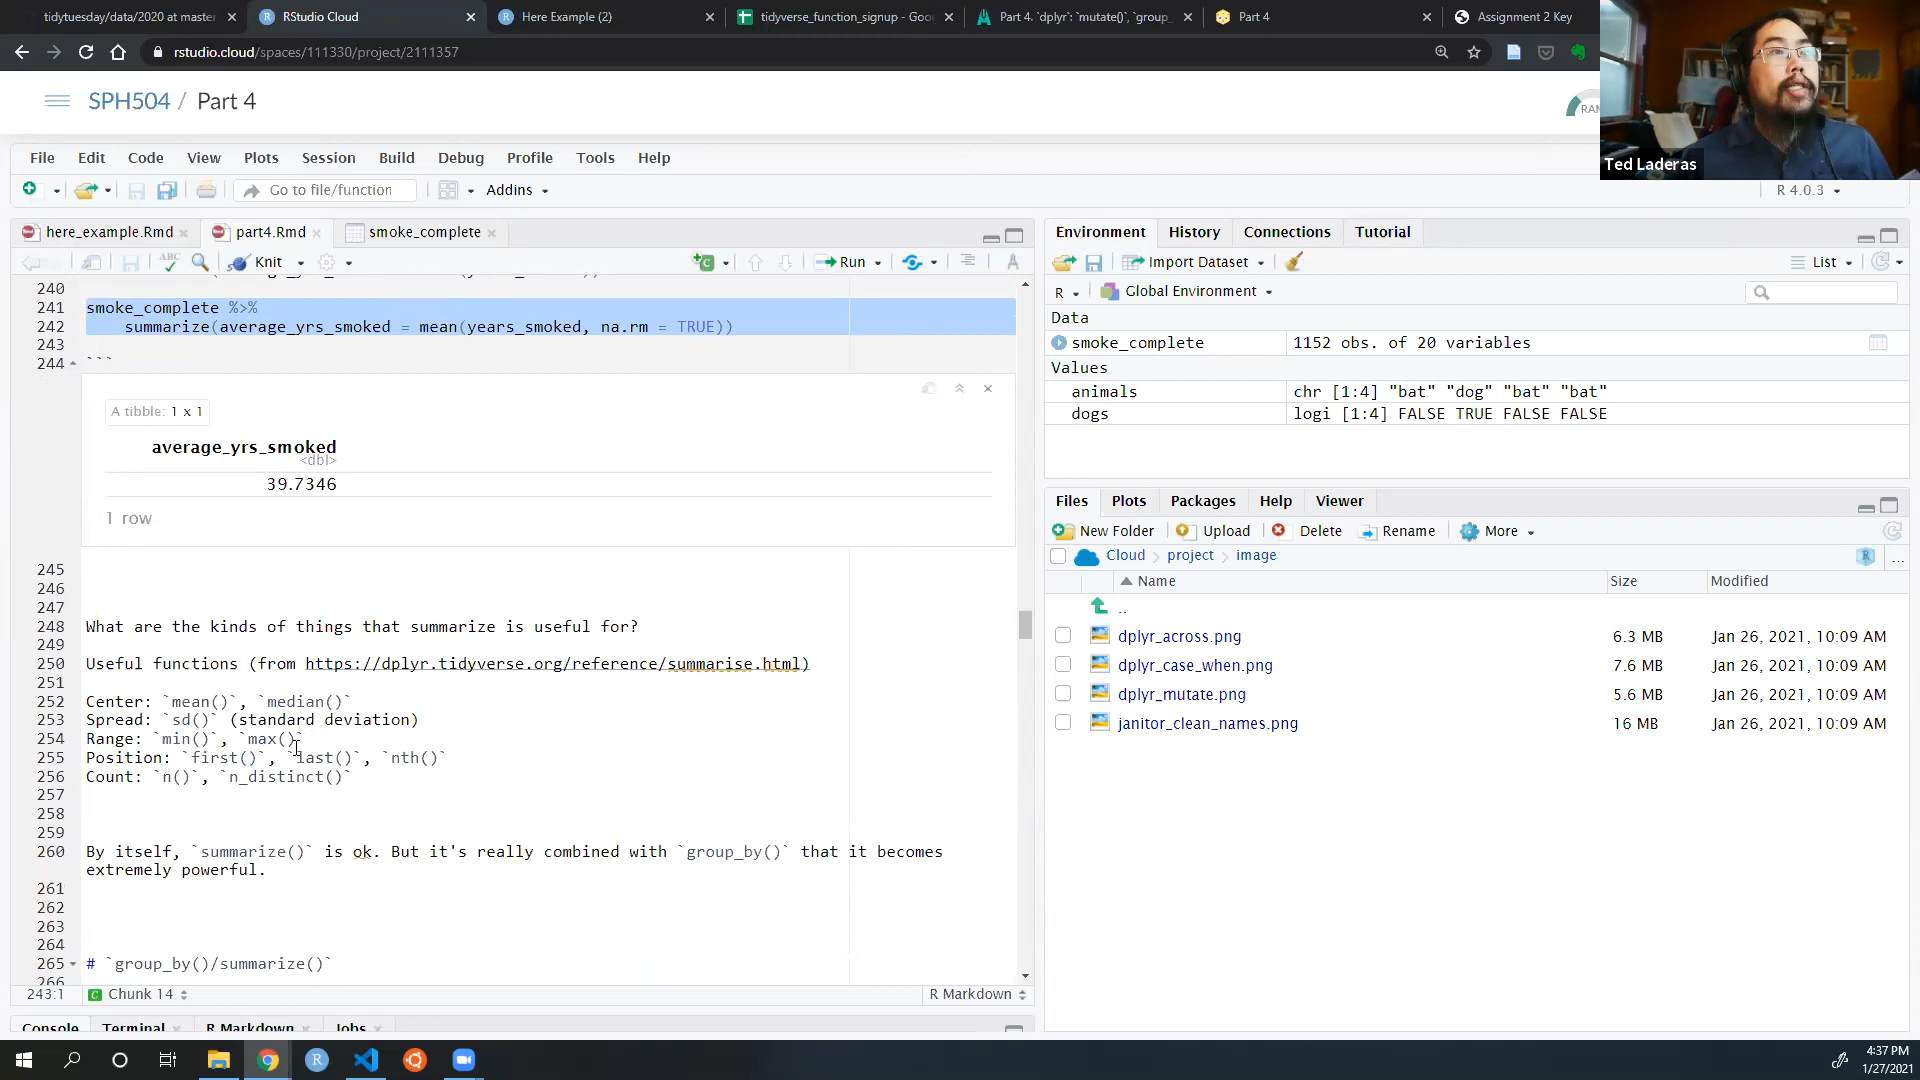 tidytuesday/data/2020 at master
RStudio Cloud
Here Example (2)
tidyverse_function_signup - Goo
Part 4. `dplyr`: `mutate()`, `group_
Part 4
Assignment 2 Key
rstudio.cloud/spaces/111330/project/2111357
SPH504 / Part 4
RAM
File Edit Code View Plots Session Build Debug Profile Tools Help
Go to file/function
Addins
R 4.0.3
Ted Laderas
here_example.Rmd
part4.Rmd
smoke_complete
ABC
Knit
Run
240
241 smoke_complete %>%
242 summarize(average_yrs_smoked = mean(years_smoked, na.rm = TRUE))
243
244 ```
A tibble: 1 x 1
average_yrs_smoked
<dbl>
39.7346
1 row
245
246
247
248 What are the kinds of things that summarize is useful for?
249
250 Useful functions (from https://dplyr.tidyverse.org/reference/summarise.html)
251
252 Center: `mean()`, `median()`
253 Spread: `sd()` (standard deviation)
254 Range: `min()`, `max()`
255 Position: `first()`, `last()`, `nth()`
256 Count: `n()`, `n_distinct()`
257
258
259
260 By itself, `summarize()` is ok. But it's really combined with `group_by()` that it becomes
extremely powerful.
261
262
263
264
265 # `group_by()/summarize()`
266
243:1
Chunk 14
R Markdown
Console Terminal R Markdown Jobs
Environment History Connections Tutorial
Import Dataset
List
R
Global Environment
Data
smoke_complete 1152 obs. of 20 variables
Values
animals chr [1:4] "bat" "dog" "bat" "bat"
dogs logi [1:4] FALSE TRUE FALSE FALSE
Files Plots Packages Help Viewer
New Folder Upload Delete Rename More
Cloud > project > image
...
Name Size Modified
..
dplyr_across.png 6.3 MB Jan 26, 2021, 10:09 AM
dplyr_case_when.png 7.6 MB Jan 26, 2021, 10:09 AM
dplyr_mutate.png 5.6 MB Jan 26, 2021, 10:09 AM
janitor_clean_names.png 16 MB Jan 26, 2021, 10:09 AM
4:37 PM
1/27/2021